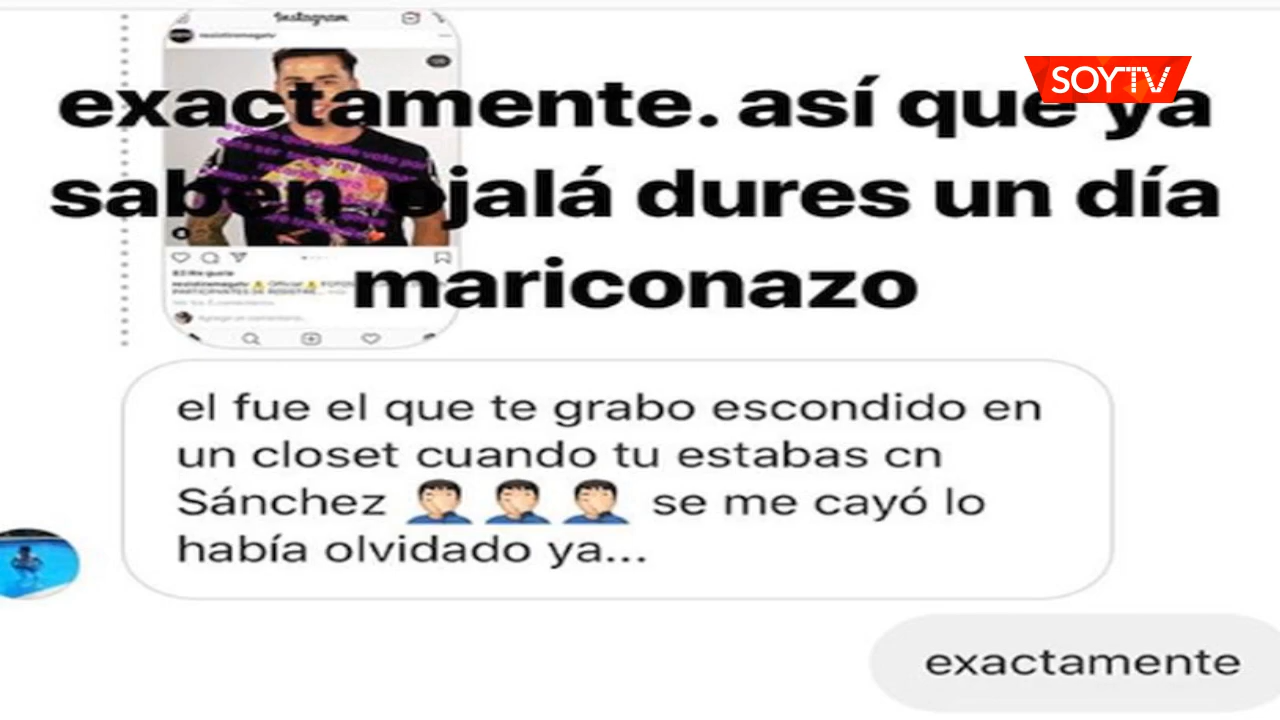 Instagram
SOYTV
exactamente. así que ya
saben, ojalá dures un día
mariconazo
el fue el que te grabo escondido en
un closet cuando tu estabas cn
Sánchez 🤦🏻‍♂️🤦🏻‍♂️🤦🏻‍♂️ se me cayó lo
había olvidado ya...
exactamente